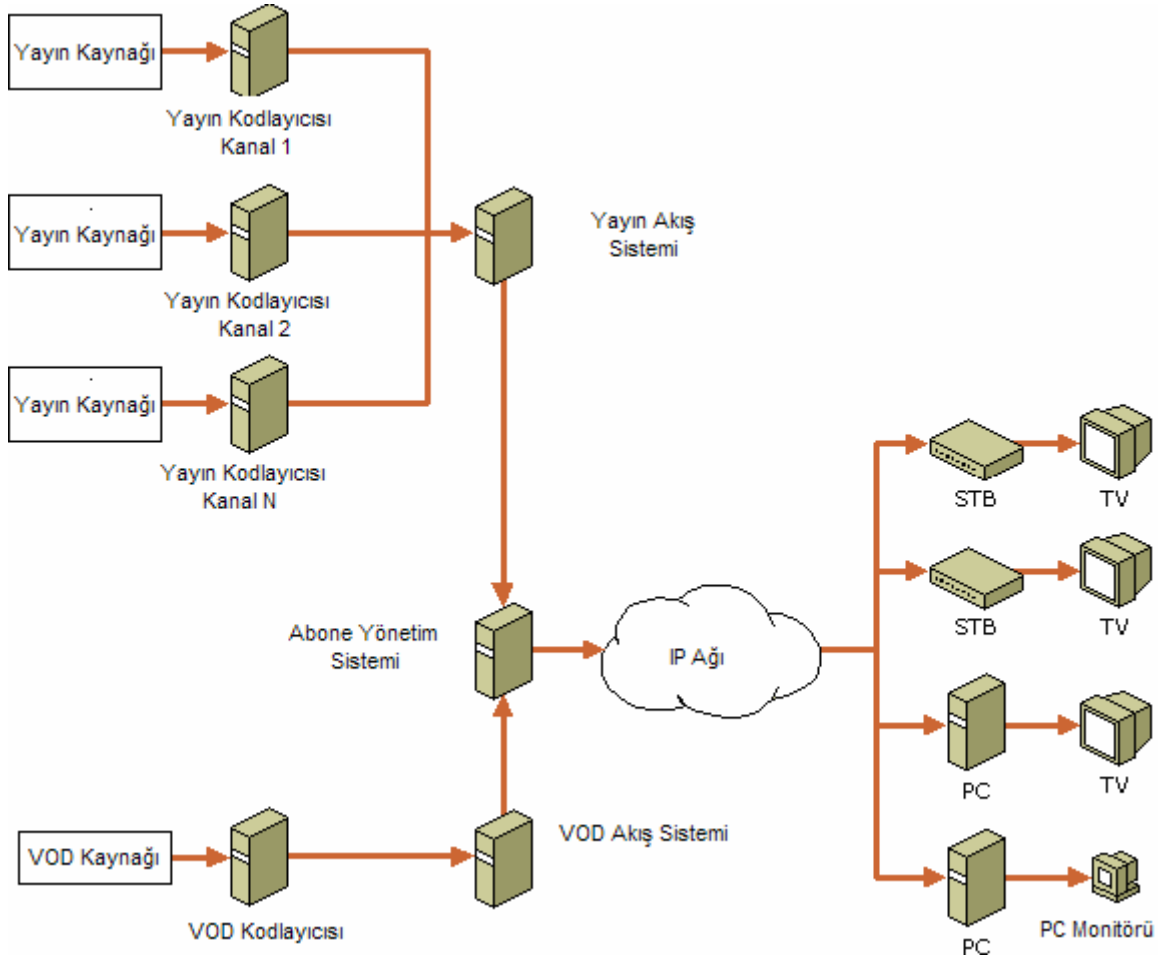 Yayın Kaynağı
Yayın Kodlayıcısı
Kanal 1
Yayın Kaynağı
Yayın Kodlayıcısı
Kanal 2
Yayın Akış
Sistemi
Yayın Kaynağı
Yayın Kodlayıcısı
Kanal N
STB
TV
STB
TV
Abone Yönetim
Sistemi
IP Ağı
PC
TV
VOD Kaynağı
VOD Kodlayıcısı
VOD Akış Sistemi
PC
PC Monitörü